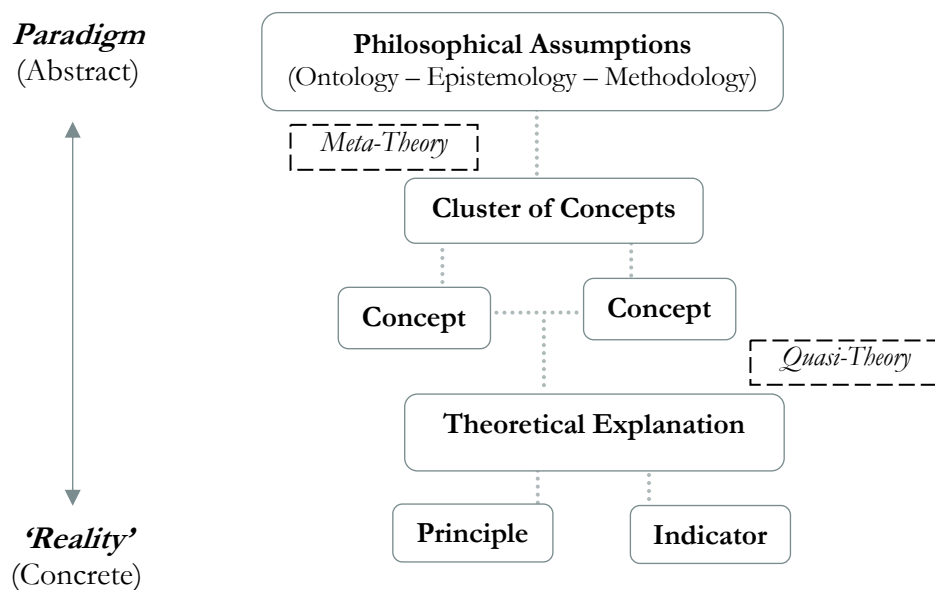 Paradigm
(Abstract)
Philosophical Assumptions
(Ontology – Epistemology – Methodology)
Meta-Theory
Cluster of Concepts
Concept
Concept
Quasi-Theory
Theoretical Explanation
Principle
Indicator
‘Reality’
(Concrete)